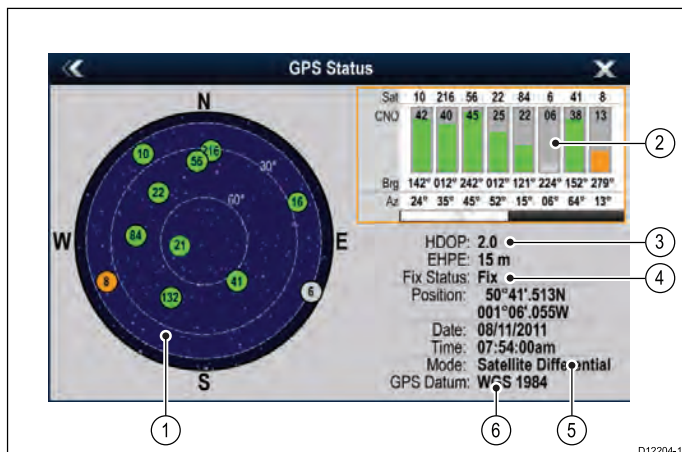 GPS Status
Sat 10 216 56 22 84 6 41 8
CNO 42 40 45 25 22 06 38 13
Brg 142° 012° 242° 012° 121° 224° 152° 279°
Az 24° 35° 45° 52° 15° 06° 64° 13°
N
W
E
S
10
56
216
30°
22
60°
16
84
21
8
41
132
6
HDOP: 2.0
EHPE: 15 m
Fix Status: Fix
Position: 50°41'.513N
001°06'.055W
Date: 08/11/2011
Time: 07:54:00am
Mode: Satellite Differential
GPS Datum: WGS 1984
1
2
3
4
5
6
D12204-1